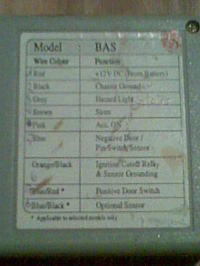 Model : BAS
Wire Colour Function
Red +12V DC (From Battery)
Black Chassis Ground
Grey Hazard Light
Brown Siren
Pink Acc. ON
Blue Negative Door /
Pin Switch/Sensor
Orange/Black Ignition Cutoff Relay
& Sensor Grounding
Blue/Red * Positive Door Switch
Blue/Black * Optional Sensor
* Applicable to selected models only